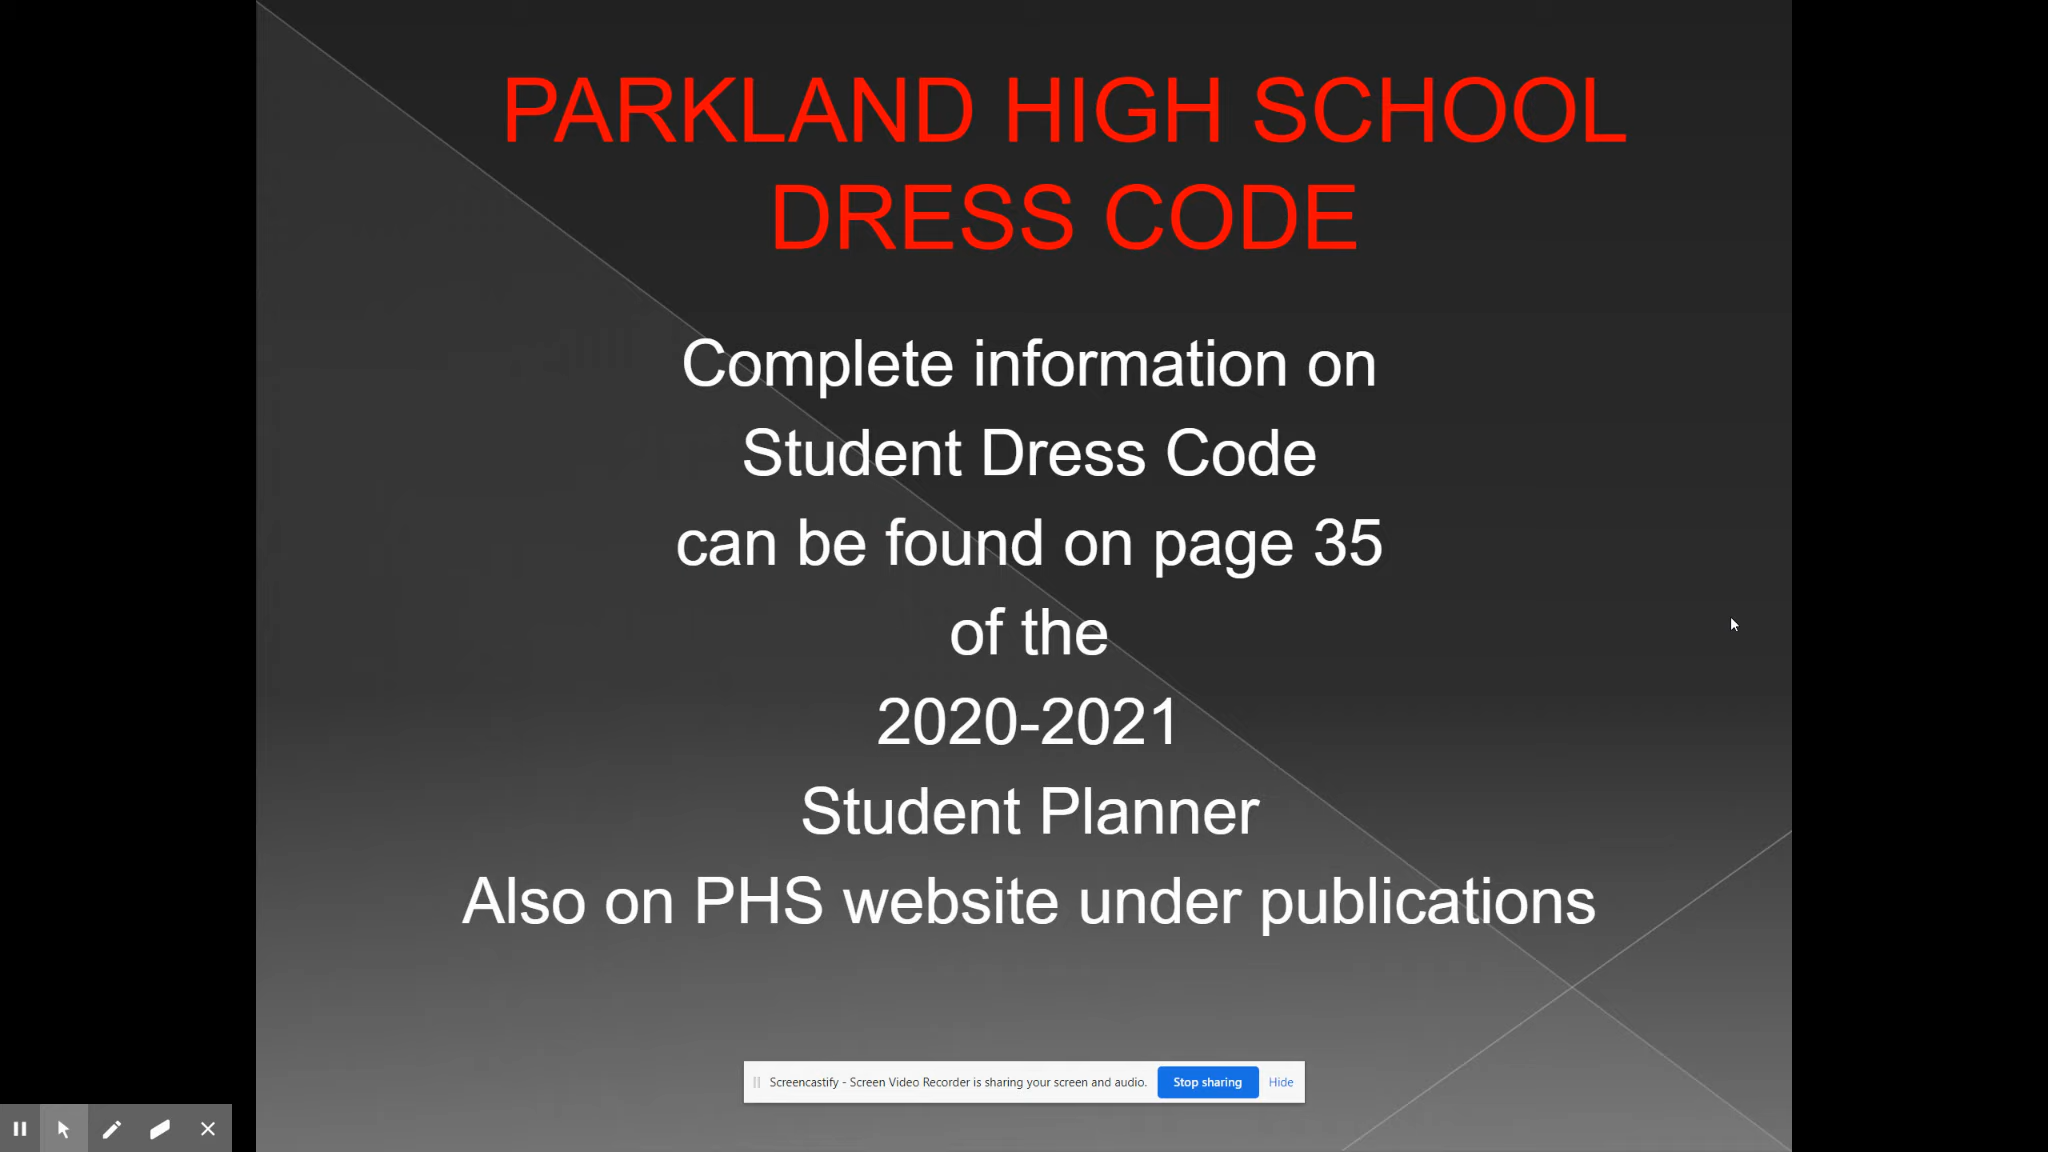 PARKLAND HIGH SCHOOL
DRESS CODE
Complete information on
Student Dress Code
can be found on page 35
of the
2020-2021
Student Planner
Also on PHS website under publications
Screencastify - Screen Video Recorder is sharing your screen and audio. Stop sharing Hide